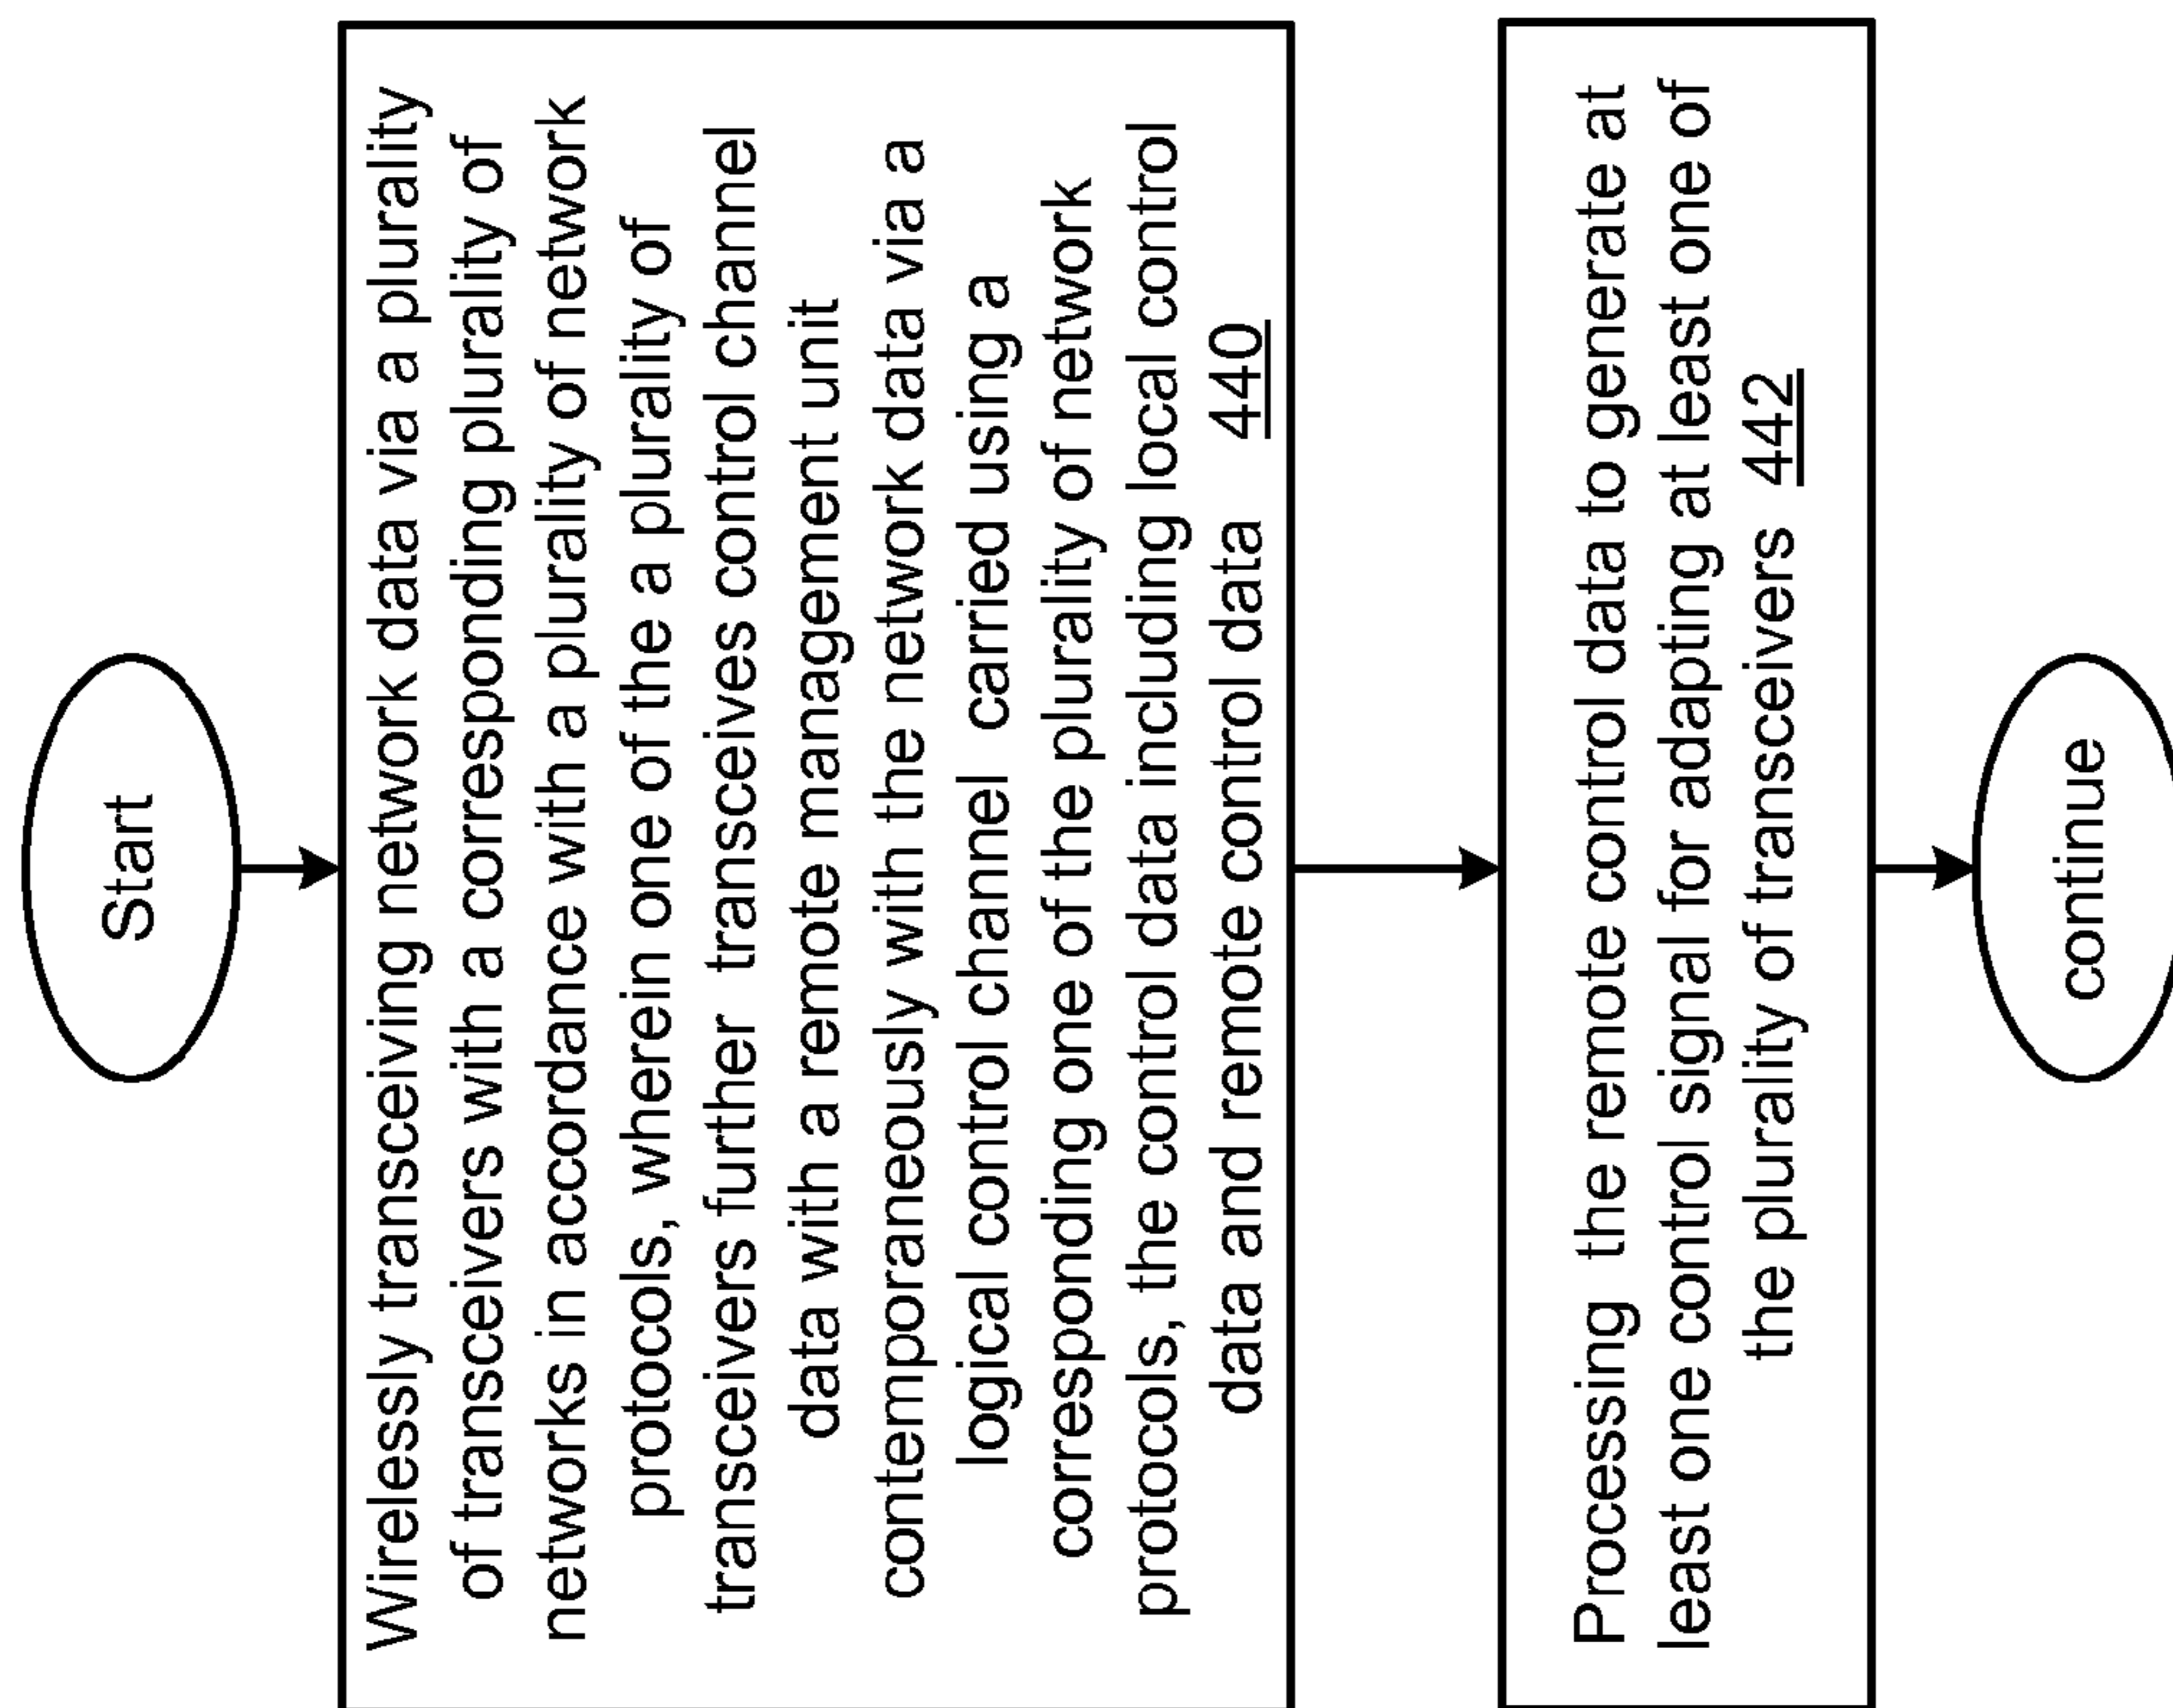 Start
Wirelessly transceiving network data via a plurality
of transceivers with a corresponding plurality of
networks in accordance with a plurality of network
protocols, wherein one of the a plurality of
transceivers further transceives control channel
data with a remote management unit
contemporaneously with the network data via a
logical control channel carried using a
corresponding one of the plurality of network
protocols, the control data including local control
data and remote control data 440
Processing the remote control data to generate at
least one control signal for adapting at least one of
the plurality of transceivers 442
continue